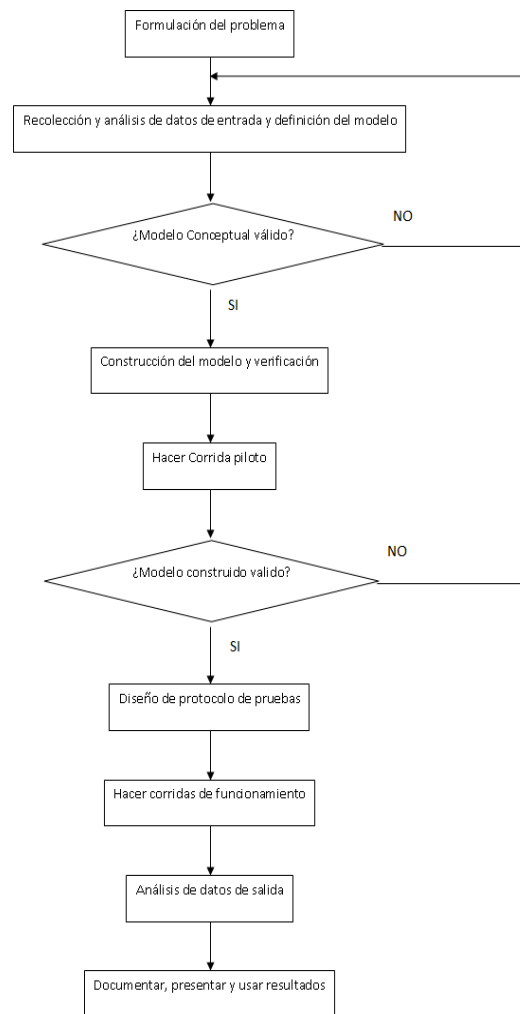 Formulación del problema
Recolección y análisis de datos de entrada y definición del modelo
¿Modelo Conceptual válido?
NO
SI
Construcción del modelo y verificación
Hacer Corrida piloto
¿Modelo construido valido?
NO
SI
Diseño de protocolo de pruebas
Hacer corridas de funcionamiento
Análisis de datos de salida
Documentar, presentar y usar resultados